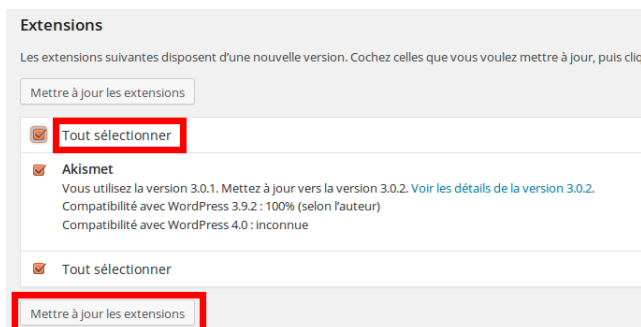 Extensions
Les extensions suivantes disposent d'une nouvelle version. Cochez celles que vous voulez mettre à jour, puis
Mettre à jour les extensions
Tout sélectionner
Akismet
Vous utilisez la version 3.0.1. Mettez à jour vers la version 3.0.2. Voir les détails de la version 3.0.2.
Compatibilité avec WordPress 3.9.2 : 100% (selon l'auteur)
Compatibilité avec WordPress 4.0 : inconnue
Tout sélectionner
Mettre à jour les extensions